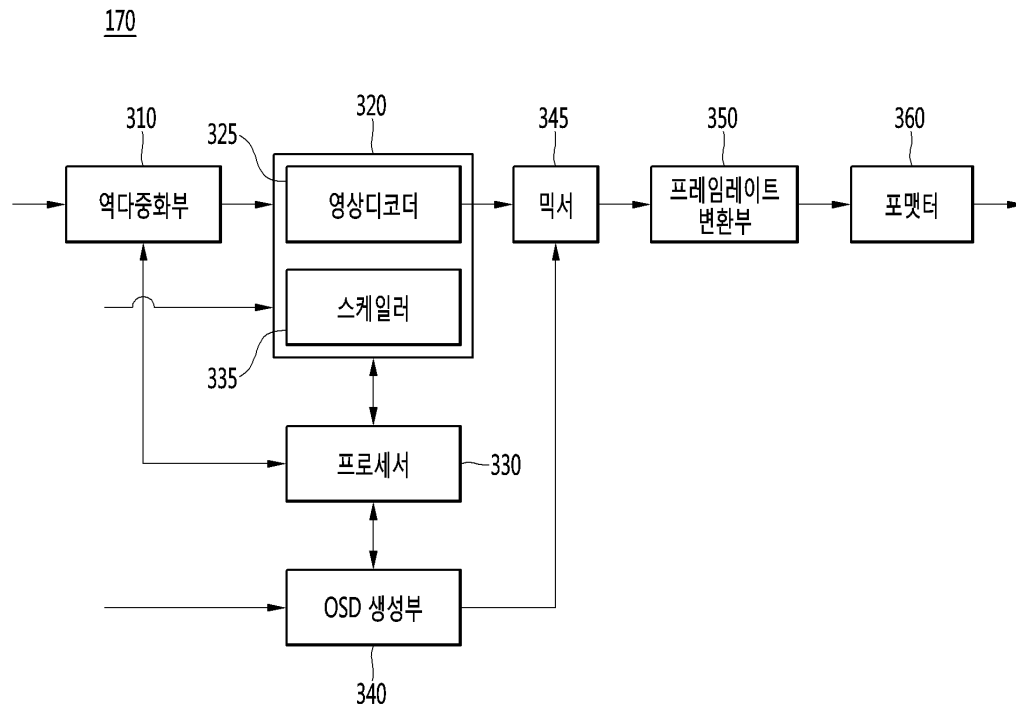 170
310
320
325
345
350
360
역다중화부
영상디코더
믹서
프레임레이트
변환부
포맷터
스케일러
335
프로세서
330
OSD 생성부
340